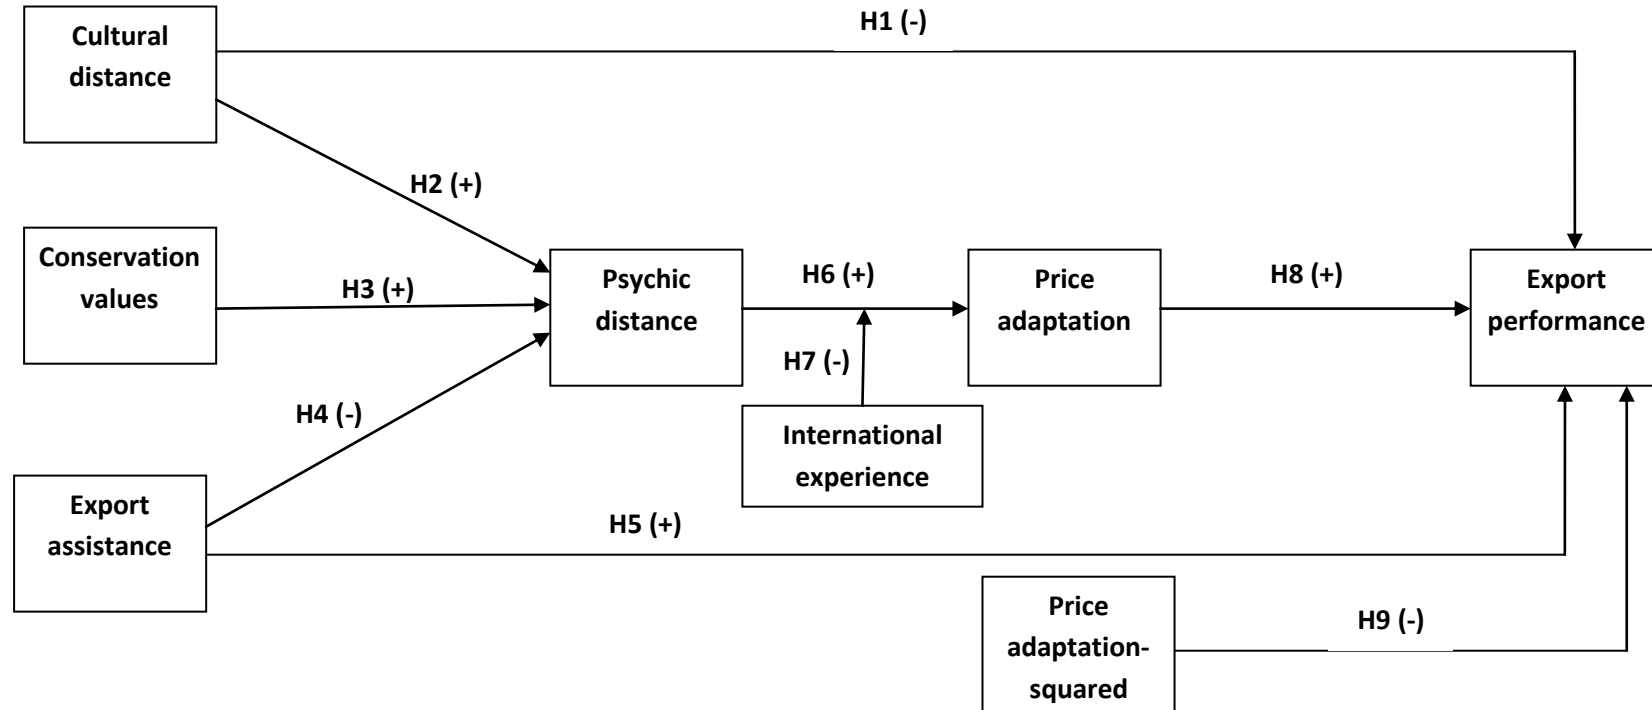 H1 (-)
Cultural
distance
H2 (+)
Conservation
values
H3 (+)
Psychic
distance
H6 (+)
Price
adaptation
H8 (+)
Export
performance
H7 (-)
H4 (-)
International
experience
Export
assistance
H5 (+)
Price
adaptation-
squared
H9 (-)